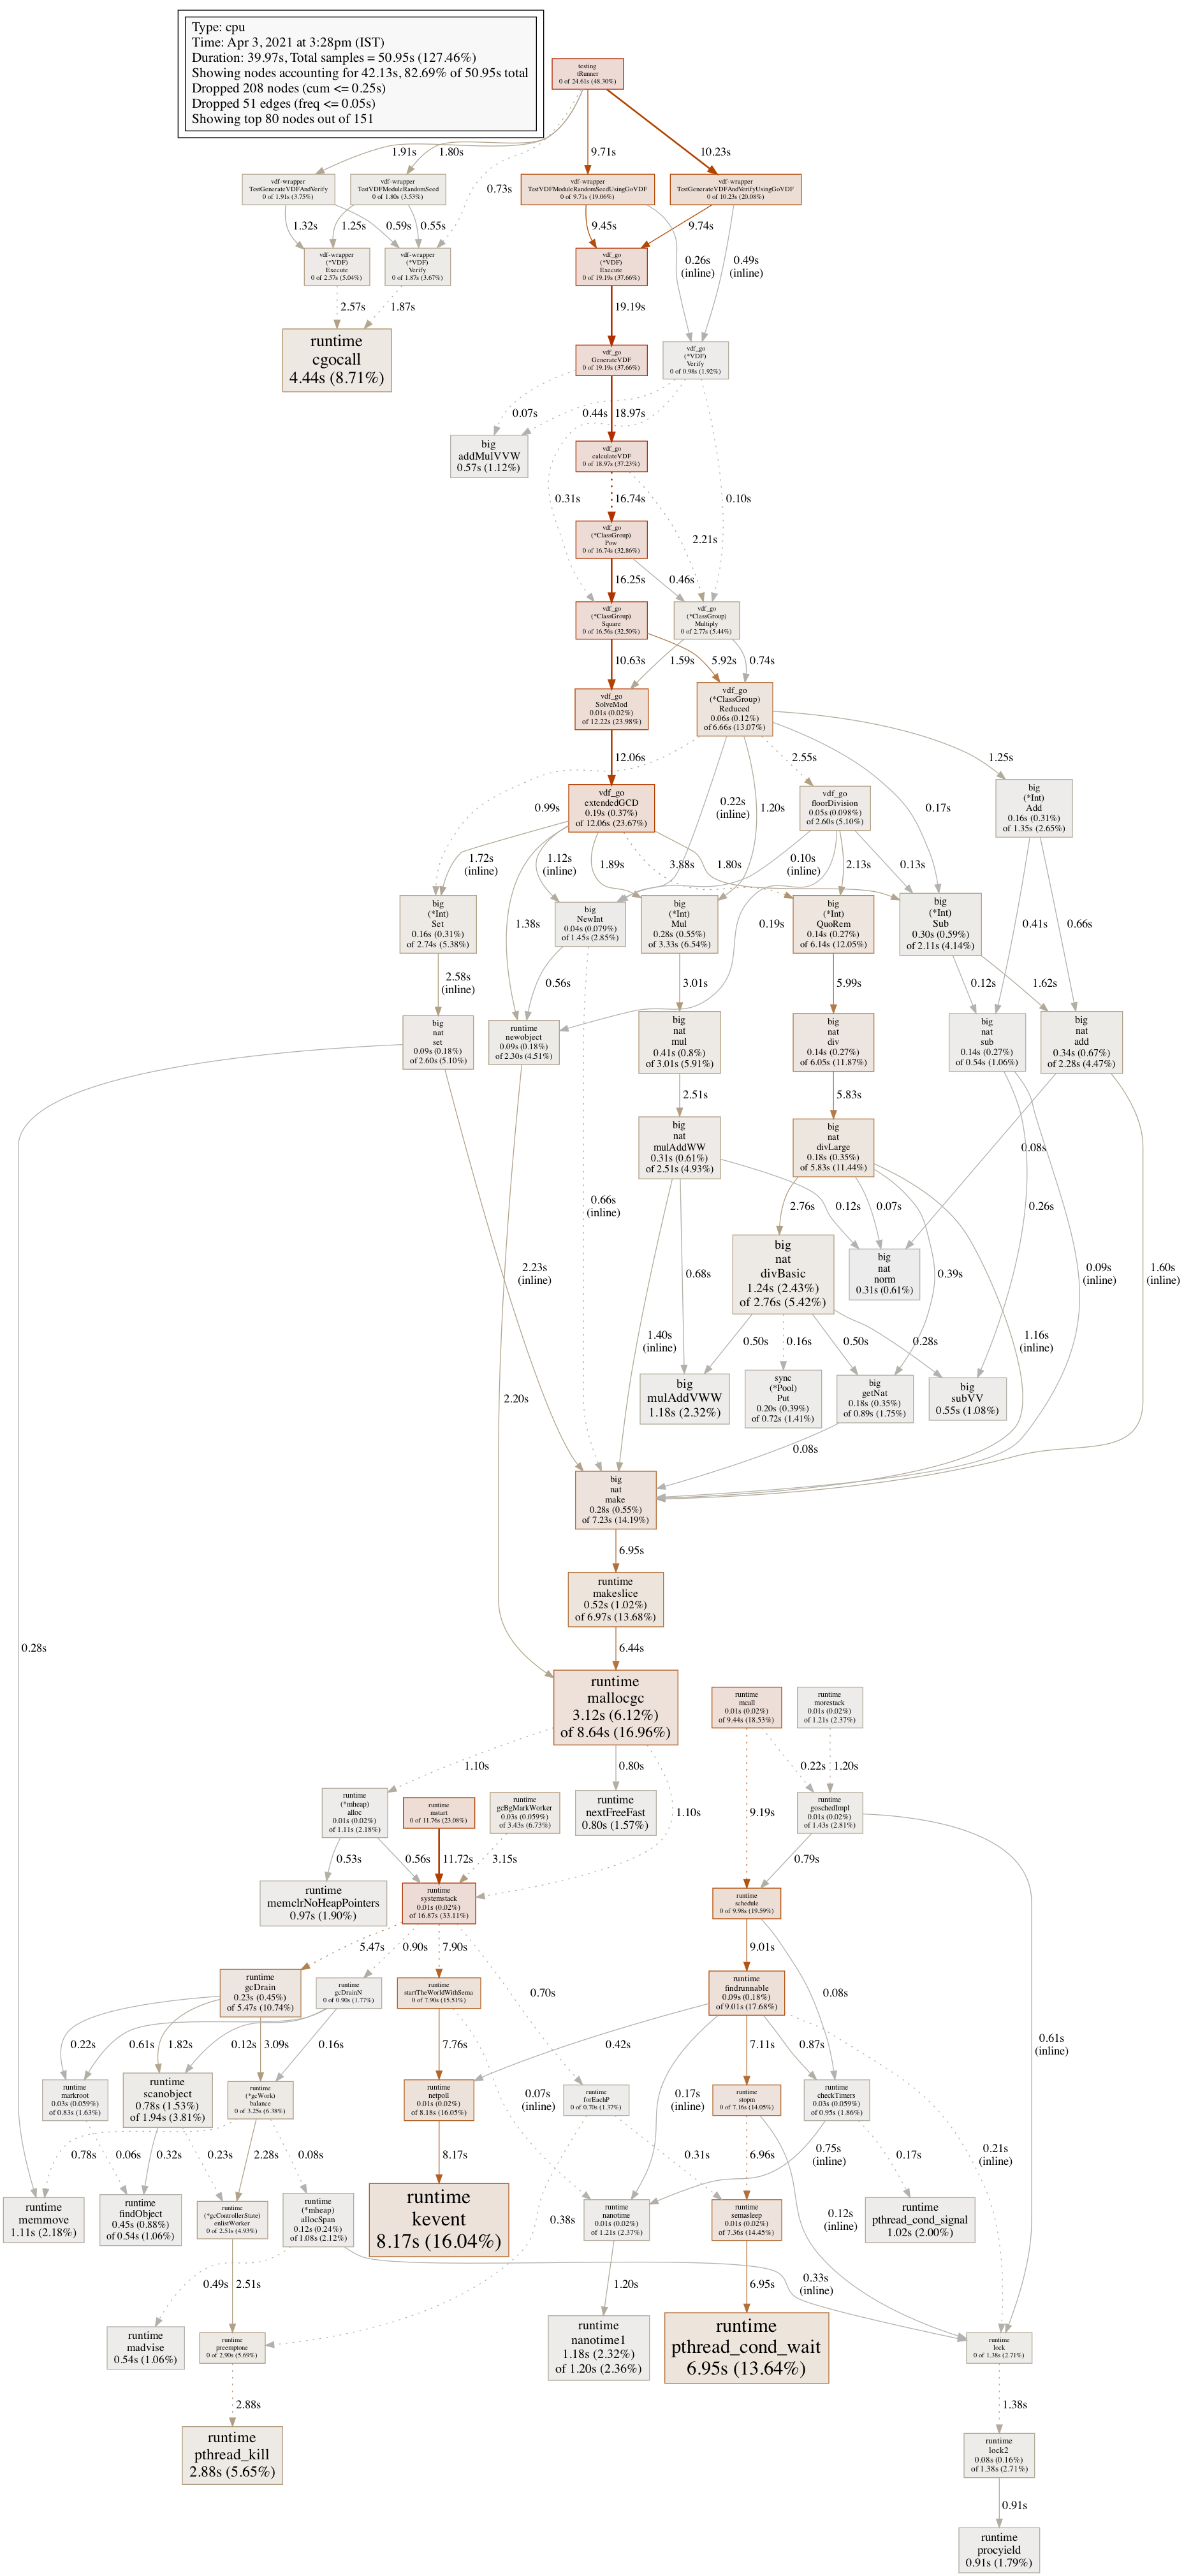 Type: cpu
Time: Apr 3, 2021 at 3:28pm (IST)
Duration: 39.97s, Total samples = 50.95s (127.46%)
Showing nodes accounting for 42.13s, 82.69% of 50.95s total
Dropped 208 nodes (cum <= 0.25s)
Dropped 51 edges (freq <= 0.05s)
Showing top 80 nodes out of 151
testing
tRunner
0 of 24.61s (48.30%)
1.91s
1.80s
9.71s
10.23s
0.73s
vdf-wrapper
TestGenerateVDFAndVerify
0 of 1.91s (3.75%)
vdf-wrapper
TestVDFModuleRandomSeed
0 of 1.80s (3.53%)
vdf-wrapper
TestVDFModuleRandomSeedUsingGoVDF
0 of 9.71s (19.06%)
vdf-wrapper
TestGenerateVDFAndVerifyUsingGoVDF
0 of 10.23s (20.08%)
1.32s
1.25s
0.59s
0.55s
9.45s
9.74s
0.26s
(inline)
0.49s
(inline)
vdf-wrapper
(*VDF)
Execute
0 of 2.57s (5.04%)
vdf-wrapper
(*VDF)
Verify
0 of 1.87s (3.67%)
vdf_go
(*VDF)
Execute
0 of 19.19s (37.66%)
2.57s
1.87s
19.19s
runtime
cgocall
4.44s (8.71%)
vdf_go
GenerateVDF
0 of 19.19s (37.66%)
vdf_go
(*VDF)
Verify
0 of 0.98s (1.92%)
0.07s
0.44s
18.97s
big
addMulVVW
0.57s (1.12%)
vdf_go
calculateVDF
0 of 18.97s (37.23%)
0.31s
16.74s
0.10s
2.21s
vdf_go
(*ClassGroup)
Pow
0 of 16.74s (32.86%)
16.25s
0.46s
vdf_go
(*ClassGroup)
Square
0 of 16.56s (32.50%)
vdf_go
(*ClassGroup)
Multiply
0 of 2.77s (5.44%)
10.63s
1.59s
5.92s
0.74s
vdf_go
SolveMod
0.01s (0.02%)
of 12.22s (23.98%)
vdf_go
(*ClassGroup)
Reduced
0.06s (0.12%)
of 6.66s (13.07%)
12.06s
2.55s
1.25s
vdf_go
extendedGCD
0.19s (0.37%)
of 12.06s (23.67%)
vdf_go
floorDivision
0.05s (0.098%)
of 2.60s (5.10%)
big
(*Int)
Add
0.16s (0.31%)
of 1.35s (2.65%)
0.99s
0.22s
(inline)
1.20s
0.17s
1.72s
(inline)
1.12s
(inline)
1.89s
3.88s
1.80s
0.10s
(inline)
2.13s
0.13s
1.38s
0.19s
0.41s
0.66s
big
(*Int)
Set
0.16s (0.31%)
of 2.74s (5.38%)
big
NewInt
0.04s (0.079%)
of 1.45s (2.85%)
big
(*Int)
Mul
0.28s (0.55%)
of 3.33s (6.54%)
big
(*Int)
QuoRem
0.14s (0.27%)
of 6.14s (12.05%)
big
(*Int)
Sub
0.30s (0.59%)
of 2.11s (4.14%)
2.58s
(inline)
0.56s
3.01s
5.99s
0.12s
1.62s
big
nat
set
0.09s (0.18%)
of 2.60s (5.10%)
runtime
newobject
0.09s (0.18%)
of 2.30s (4.51%)
big
nat
mul
0.41s (0.8%)
of 3.01s (5.91%)
big
nat
div
0.14s (0.27%)
of 6.05s (11.87%)
big
nat
sub
0.14s (0.27%)
of 0.54s (1.06%)
big
nat
add
0.34s (0.67%)
of 2.28s (4.47%)
2.51s
5.83s
big
nat
mulAddWW
0.31s (0.61%)
of 2.51s (4.93%)
big
nat
divLarge
0.18s (0.35%)
of 5.83s (11.44%)
0.08s
0.66s
(inline)
2.76s
0.12s
0.07s
0.26s
big
nat
divBasic
1.24s (2.43%)
of 2.76s (5.42%)
big
nat
norm
0.31s (0.61%)
2.23s
(inline)
0.68s
0.39s
0.09s
(inline)
1.60s
(inline)
1.40s
(inline)
0.50s
0.16s
0.50s
0.28s
1.16s
(inline)
2.20s
big
mulAddVWW
1.18s (2.32%)
sync
(*Pool)
Put
0.20s (0.39%)
of 0.72s (1.41%)
big
getNat
0.18s (0.35%)
of 0.89s (1.75%)
big
subVV
0.55s (1.08%)
0.08s
big
nat
make
0.28s (0.55%)
of 7.23s (14.19%)
6.95s
runtime
makeslice
0.52s (1.02%)
of 6.97s (13.68%)
0.28s
6.44s
runtime
mallocgc
3.12s (6.12%)
of 8.64s (16.96%)
runtime
mcall
0.01s (0.02%)
of 9.44s (18.53%)
runtime
morestack
0.01s (0.02%)
of 1.21s (2.37%)
1.10s
0.80s
0.22s
1.20s
runtime
(*mheap)
alloc
0.01s (0.02%)
of 1.11s (2.18%)
runtime
mstart
0 of 11.76s (23.08%)
runtime
gcBgMarkWorker
0.03s (0.059%)
of 3.43s (6.73%)
runtime
nextFreeFast
0.80s (1.57%)
1.10s
9.19s
runtime
goschedImpl
0.01s (0.02%)
of 1.43s (2.81%)
0.53s
0.56s
11.72s
3.15s
0.79s
runtime
memclrNoHeapPointers
0.97s (1.90%)
runtime
systemstack
0.01s (0.02%)
of 16.87s (33.11%)
runtime
schedule
0 of 9.98s (19.59%)
5.47s
0.90s
7.90s
9.01s
runtime
gcDrain
0.23s (0.45%)
of 5.47s (10.74%)
runtime
gcDrainN
0 of 0.90s (1.77%)
runtime
startTheWorldWithSema
0 of 7.90s (15.51%)
0.70s
runtime
findrunnable
0.09s (0.18%)
of 9.01s (17.68%)
0.08s
0.22s
0.61s
1.82s
0.12s
3.09s
0.16s
7.76s
0.42s
7.11s
0.87s
0.61s
(inline)
runtime
markroot
0.03s (0.059%)
of 0.83s (1.63%)
runtime
scanobject
0.78s (1.53%)
of 1.94s (3.81%)
runtime
(*gcWork)
balance
0 of 3.25s (6.38%)
runtime
netpoll
0.01s (0.02%)
of 8.18s (16.05%)
0.07s
(inline)
runtime
forEachP
0 of 0.70s (1.37%)
0.17s
(inline)
runtime
stopm
0 of 7.16s (14.05%)
runtime
checkTimers
0.03s (0.059%)
of 0.95s (1.86%)
0.78s
0.06s
0.32s
0.23s
2.28s
0.08s
8.17s
0.31s
6.96s
0.75s
(inline)
0.17s
0.21s
(inline)
runtime
memmove
1.11s (2.18%)
runtime
findObject
0.45s (0.88%)
of 0.54s (1.06%)
runtime
(*gcControllerState)
enlistWorker
0 of 2.51s (4.93%)
runtime
(*mheap)
allocSpan
0.12s (0.24%)
of 1.08s (2.12%)
runtime
kevent
8.17s (16.04%)
0.38s
runtime
nanotime
0.01s (0.02%)
of 1.21s (2.37%)
runtime
semasleep
0.01s (0.02%)
of 7.36s (14.45%)
0.12s
(inline)
runtime
pthread_cond_signal
1.02s (2.00%)
0.49s
2.51s
1.20s
6.95s
0.33s
(inline)
runtime
madvise
0.54s (1.06%)
runtime
preemptone
0 of 2.90s (5.69%)
runtime
nanotime1
1.18s (2.32%)
of 1.20s (2.36%)
runtime
pthread_cond_wait
6.95s (13.64%)
runtime
lock
0 of 1.38s (2.71%)
2.88s
1.38s
runtime
pthread_kill
2.88s (5.65%)
runtime
lock2
0.08s (0.16%)
of 1.38s (2.71%)
0.91s
runtime
procyield
0.91s (1.79%)